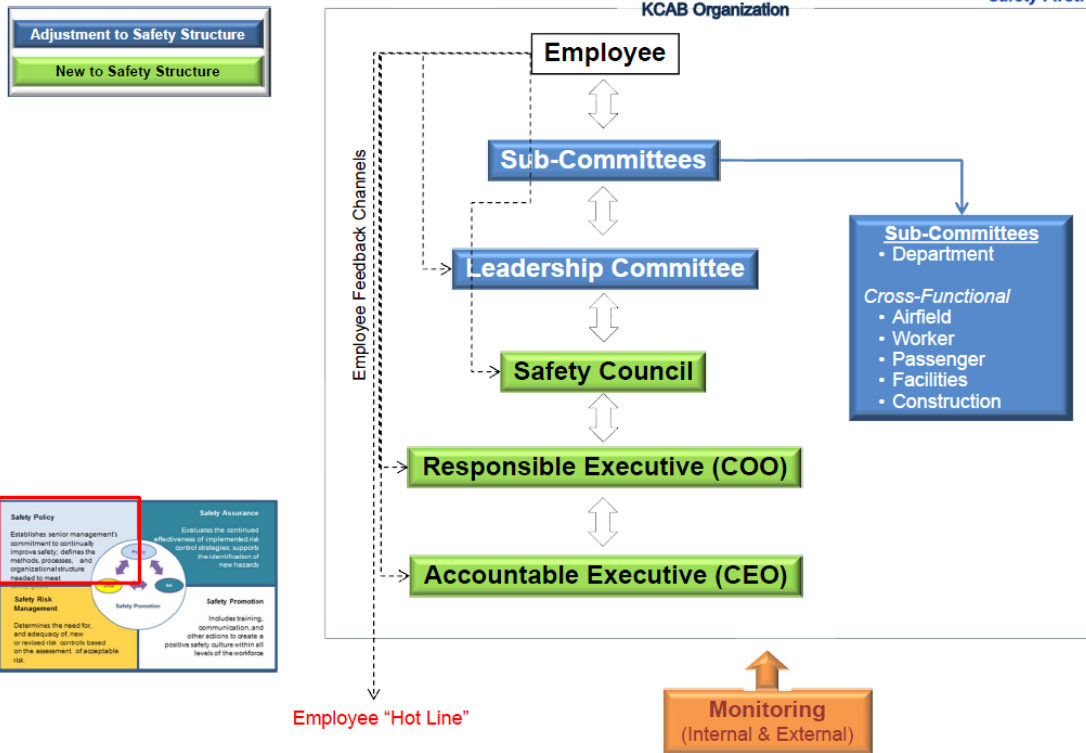 Safety First!
KCAB Organization
Adjustment to Safety Structure
New to Safety Structure
Employee
Sub-Committees
Leadership Committee
Safety Council
Responsible Executive (COO)
Accountable Executive (CEO)
Employee Feedback Channels
Sub-Committees
• Department
Cross-Functional
• Airfield
• Worker
• Passenger
• Facilities
• Construction
Safety Policy
Establishes senior management's
commitment to continually
improve safety; defines the
methods, processes, and
organizational structure
needed to meet
Safety Assurance
Evaluates the continued
effectiveness of implemented risk
control strategies; supports
the identification of
new hazards
Policy
SA
Safety Promotion
Safety Risk
Management
Determines the need for,
and adequacy of, new
or revised risk controls based
on the assessment of acceptable
risk.
Safety Promotion
Includes training,
communication, and
other actions to create a
positive safety culture within all
levels of the workforce
Employee “Hot Line”
Monitoring
(Internal & External)